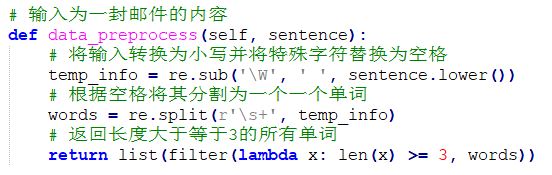 # 输入为一封邮件的内容
def data_preprocess(self, sentence):
    # 将输入转换为小写并将特殊字符替换为空格
    temp_info = re.sub('\W', ' ', sentence.lower())
    # 根据空格将其分割为一个一个单词
    words = re.split(r'\s+', temp_info)
    # 返回长度大于等于3的所有单词
    return list(filter(lambda x: len(x) >= 3, words))